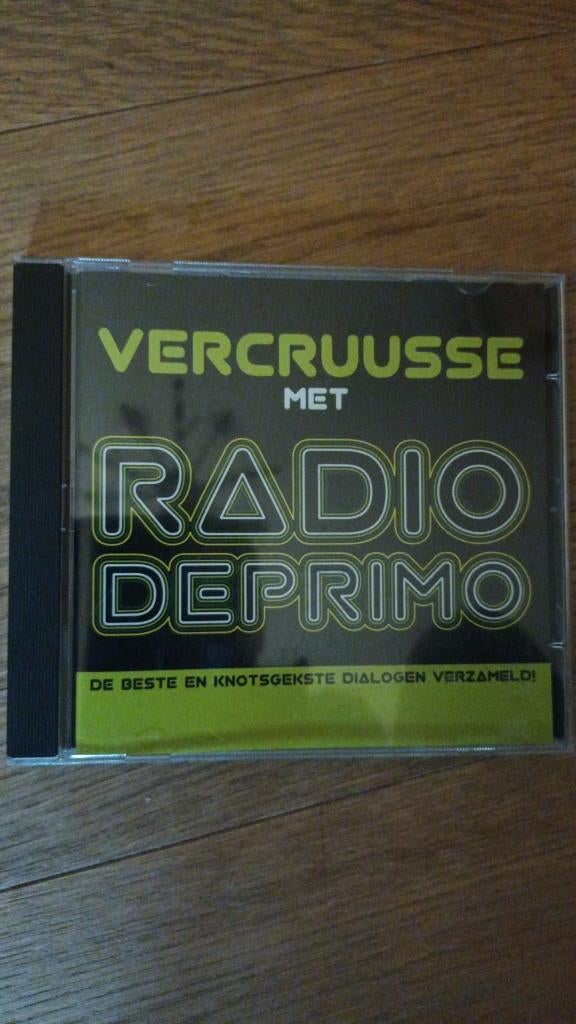 VERCRUUSSE
MET
RADIO
DEPRIMO
DE BESTE EN KNOTSGEKSTE DIALOGEN VERZAMELD!